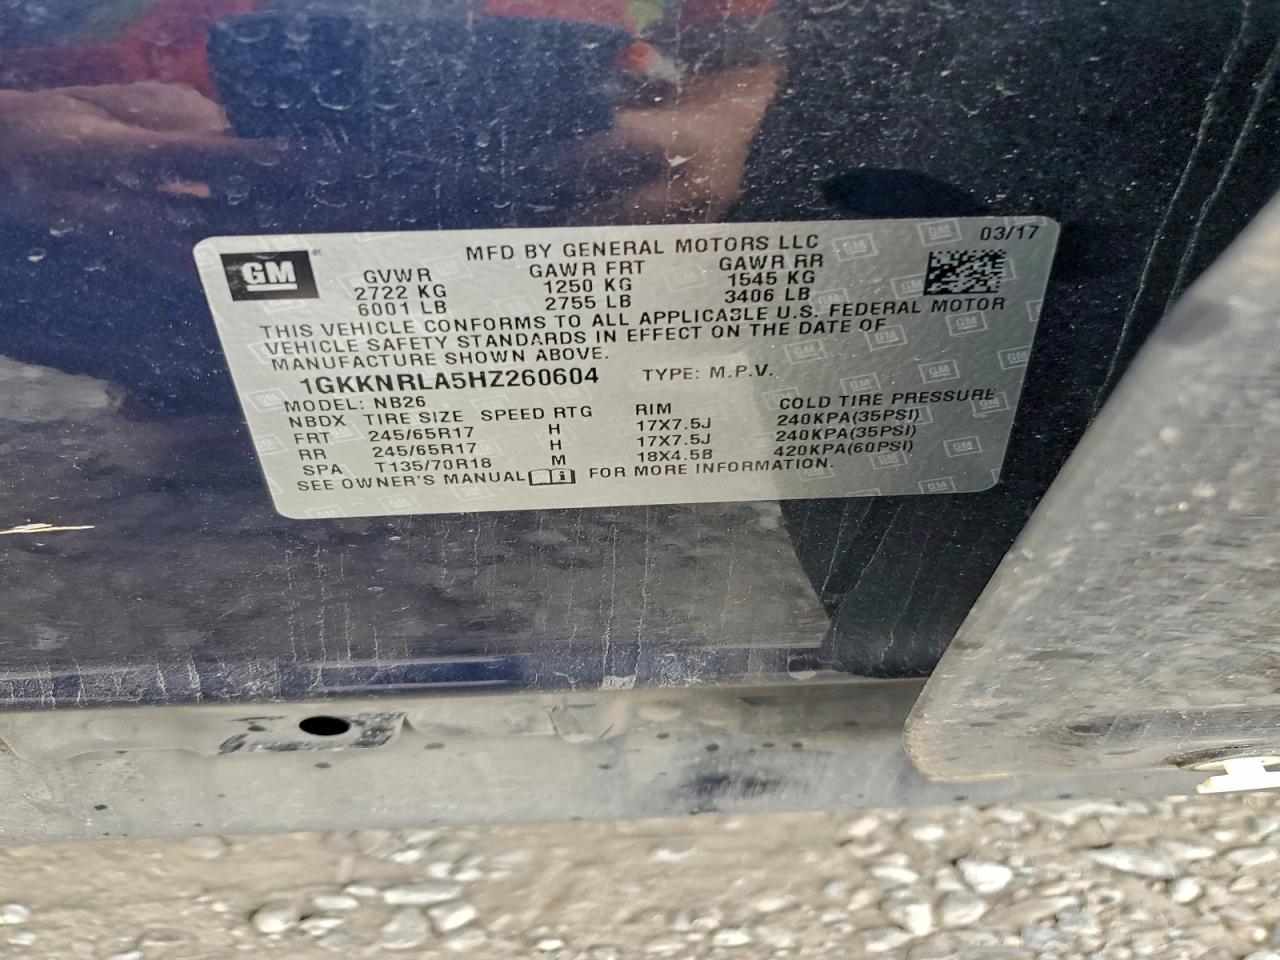 GM
MFD BY GENERAL MOTORS LLC 03/17
GVWR GAWR FRT GAWR RR
2722 KG 1250 KG 1545 KG
6001 LB 2755 LB 3406 LB
THIS VEHICLE CONFORMS TO ALL APPLICABLE U.S. FEDERAL MOTOR
VEHICLE SAFETY STANDARDS IN EFFECT ON THE DATE OF
MANUFACTURE SHOWN ABOVE.
1GKKNRLA5HZ260604 TYPE: M.P.V.
MODEL: NB26
NBDX TIRE SIZE SPEED RTG RIM COLD TIRE PRESSURE
FRT 245/65R17 H 17X7.5J 240KPA(35PSI)
RR 245/65R17 H 17X7.5J 240KPA(35PSI)
SPA T135/70R18 M 18X4.5B 420KPA(60PSI)
SEE OWNER'S MANUAL i FOR MORE INFORMATION.